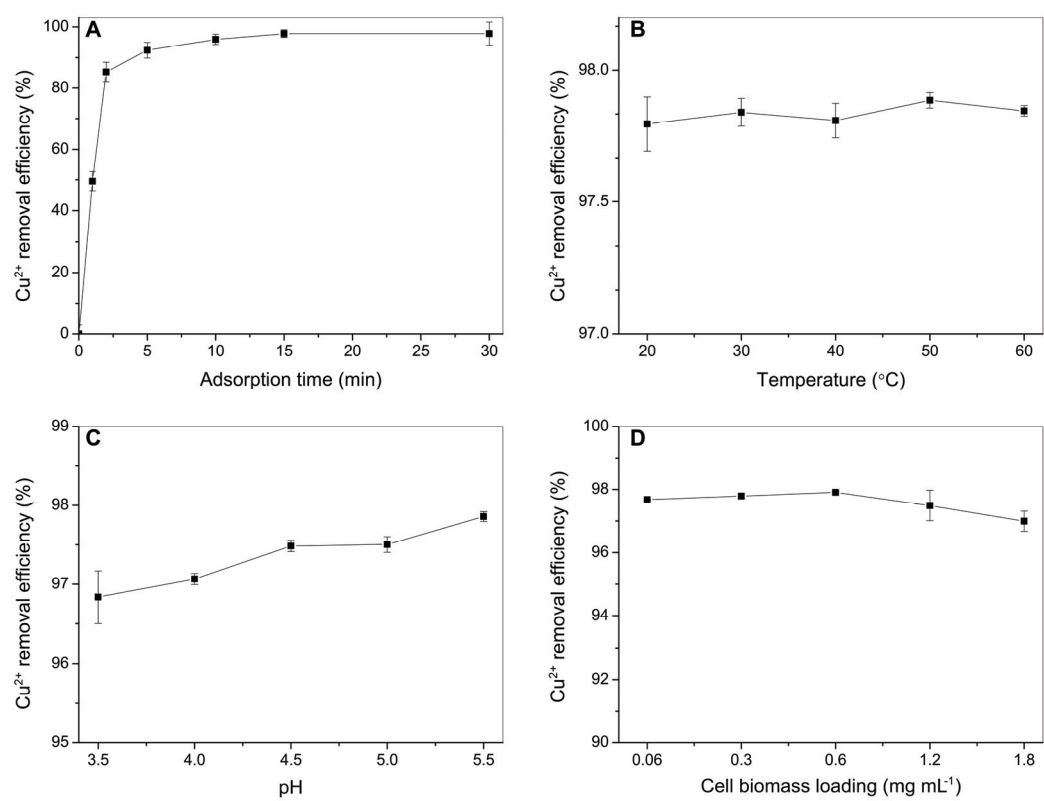 A
Cu²⁺ removal efficiency (%)
100
80
60
40
20
0
0 5 10 15 20 25 30
Adsorption time (min)
B
Cu²⁺ removal efficiency (%)
98.0
97.5
97.0
20 30 40 50 60
Temperature (°C)
C
Cu²⁺ removal efficiency (%)
99
98
97
96
95
3.5 4.0 4.5 5.0 5.5
pH
D
Cu²⁺ removal efficiency (%)
100
98
96
94
92
90
0.06 0.3 0.6 1.2 1.8
Cell biomass loading (mg mL⁻¹)